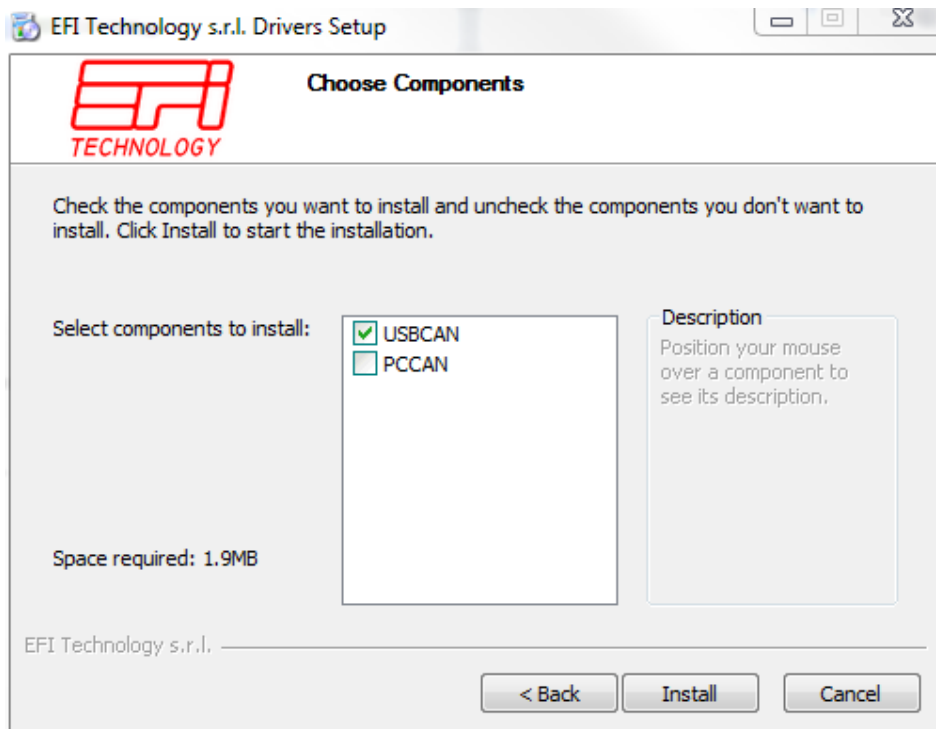 EFI Technology s.r.l. Drivers Setup
EFI
TECHNOLOGY
Choose Components
Check the components you want to install and uncheck the components you don't want to
install. Click Install to start the installation.
Select components to install:
USBCAN
PCCAN
Description
Position your mouse
over a component to
see its description.
Space required: 1.9MB
EFI Technology s.r.l.
< Back
Install
Cancel